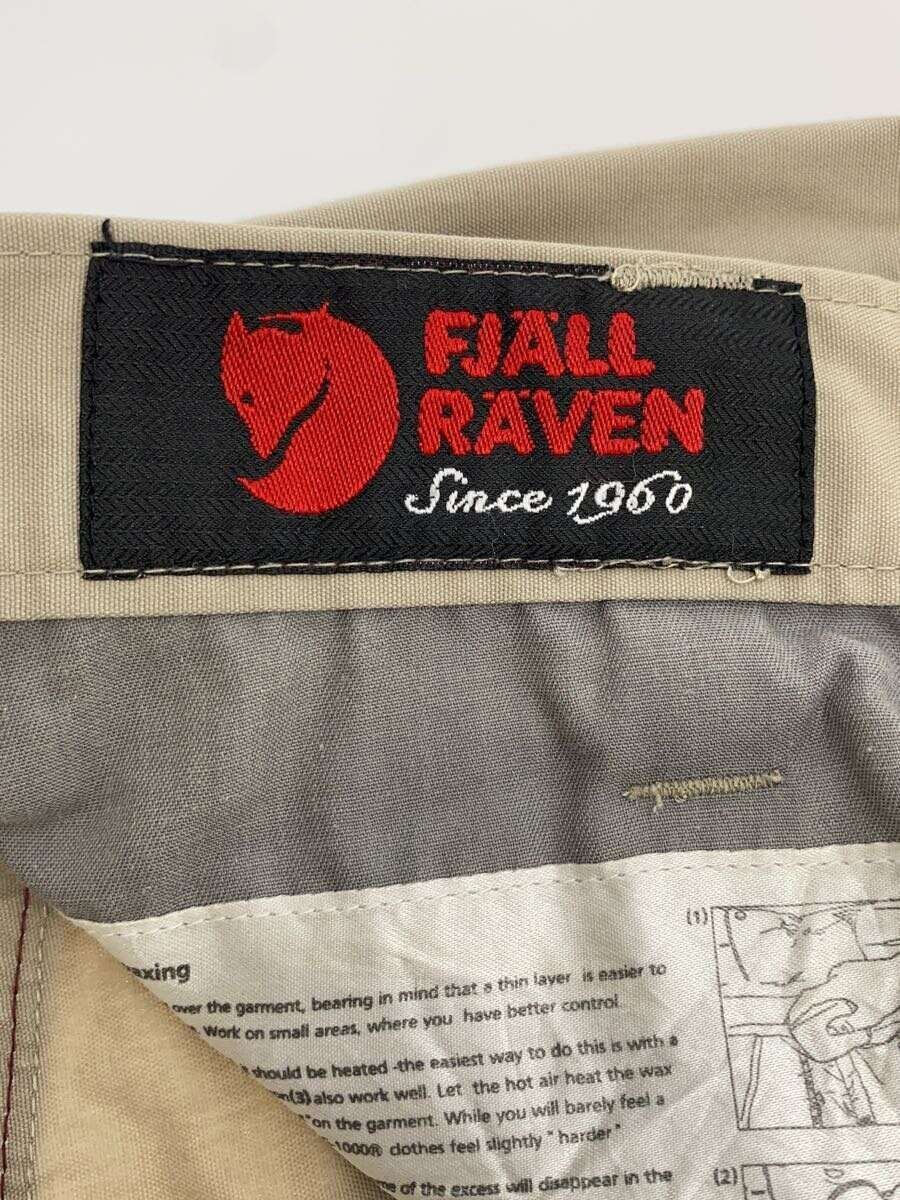 FJÄLL
RÄVEN
Since 1960
axing
over the garment, bearing in mind that a thin layer is easier to
Work on small areas, where you have better control
should be heated -the easiest way to do this is with a
(3) also work well. Let the hot air heat the wax
on the garment. While you will barely feel a
1000® clothes feel slightly "harder"
of the excess will disappear in the
(1)
(2)